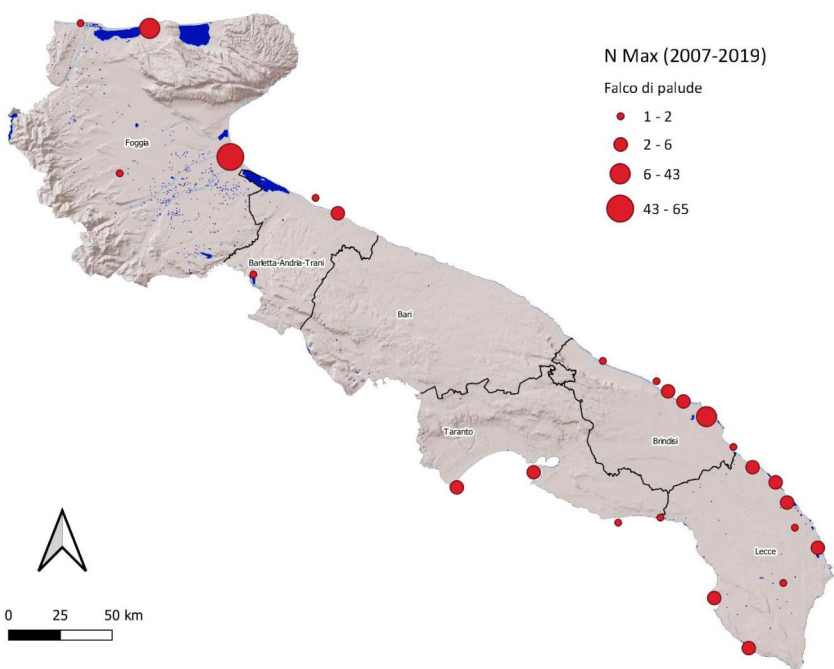 N Max (2007-2019)
Falco di palude
1 - 2
2 - 6
6 - 43
43 - 65
Foggia
Barletta-Andria-Trani
Bari
Taranto
Brindisi
Lecce
0 25 50 km